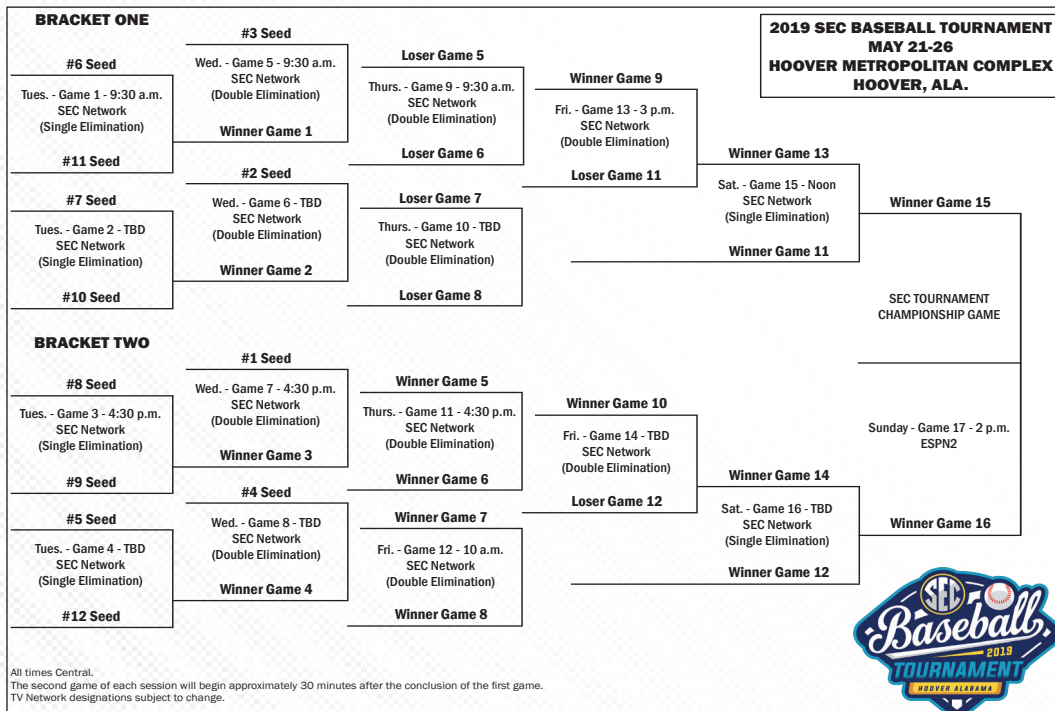 BRACKET ONE
2019 SEC BASEBALL TOURNAMENT
MAY 21-26
HOOVER METROPOLITAN COMPLEX
HOOVER, ALA.
#6 Seed
Tues. - Game 1 - 9:30 a.m.
SEC Network
(Single Elimination)
#11 Seed
#7 Seed
Tues. - Game 2 - TBD
SEC Network
(Single Elimination)
#10 Seed
#3 Seed
Wed. - Game 5 - 9:30 a.m.
SEC Network
(Double Elimination)
Winner Game 1
#2 Seed
Wed. - Game 6 - TBD
SEC Network
(Double Elimination)
Winner Game 2
Loser Game 5
Thurs. - Game 9 - 9:30 a.m.
SEC Network
(Double Elimination)
Loser Game 6
Loser Game 7
Thurs. - Game 10 - TBD
SEC Network
(Double Elimination)
Loser Game 8
Winner Game 9
Fri. - Game 13 - 3 p.m.
SEC Network
(Double Elimination)
Loser Game 11
Winner Game 13
Sat. - Game 15 - Noon
SEC Network
(Single Elimination)
Winner Game 11
Winner Game 15
SEC TOURNAMENT
CHAMPIONSHIP GAME
BRACKET TWO
#8 Seed
Tues. - Game 3 - 4:30 p.m.
SEC Network
(Single Elimination)
#9 Seed
#5 Seed
Tues. - Game 4 - TBD
SEC Network
(Single Elimination)
#12 Seed
#1 Seed
Wed. - Game 7 - 4:30 p.m.
SEC Network
(Double Elimination)
Winner Game 3
#4 Seed
Wed. - Game 8 - TBD
SEC Network
(Double Elimination)
Winner Game 4
Winner Game 5
Thurs. - Game 11 - 4:30 p.m.
SEC Network
(Double Elimination)
Winner Game 6
Winner Game 7
Fri. - Game 12 - 10 a.m.
SEC Network
(Double Elimination)
Winner Game 8
Winner Game 10
Fri. - Game 14 - TBD
SEC Network
(Double Elimination)
Loser Game 12
Winner Game 14
Sat. - Game 16 - TBD
SEC Network
(Single Elimination)
Winner Game 12
Sunday - Game 17 - 2 p.m.
ESPN2
Winner Game 16
SEC
Baseball
2019
TOURNAMENT
HOOVER ALABAMA
All times Central.
The second game of each session will begin approximately 30 minutes after the conclusion of the first game.
TV Network designations subject to change.